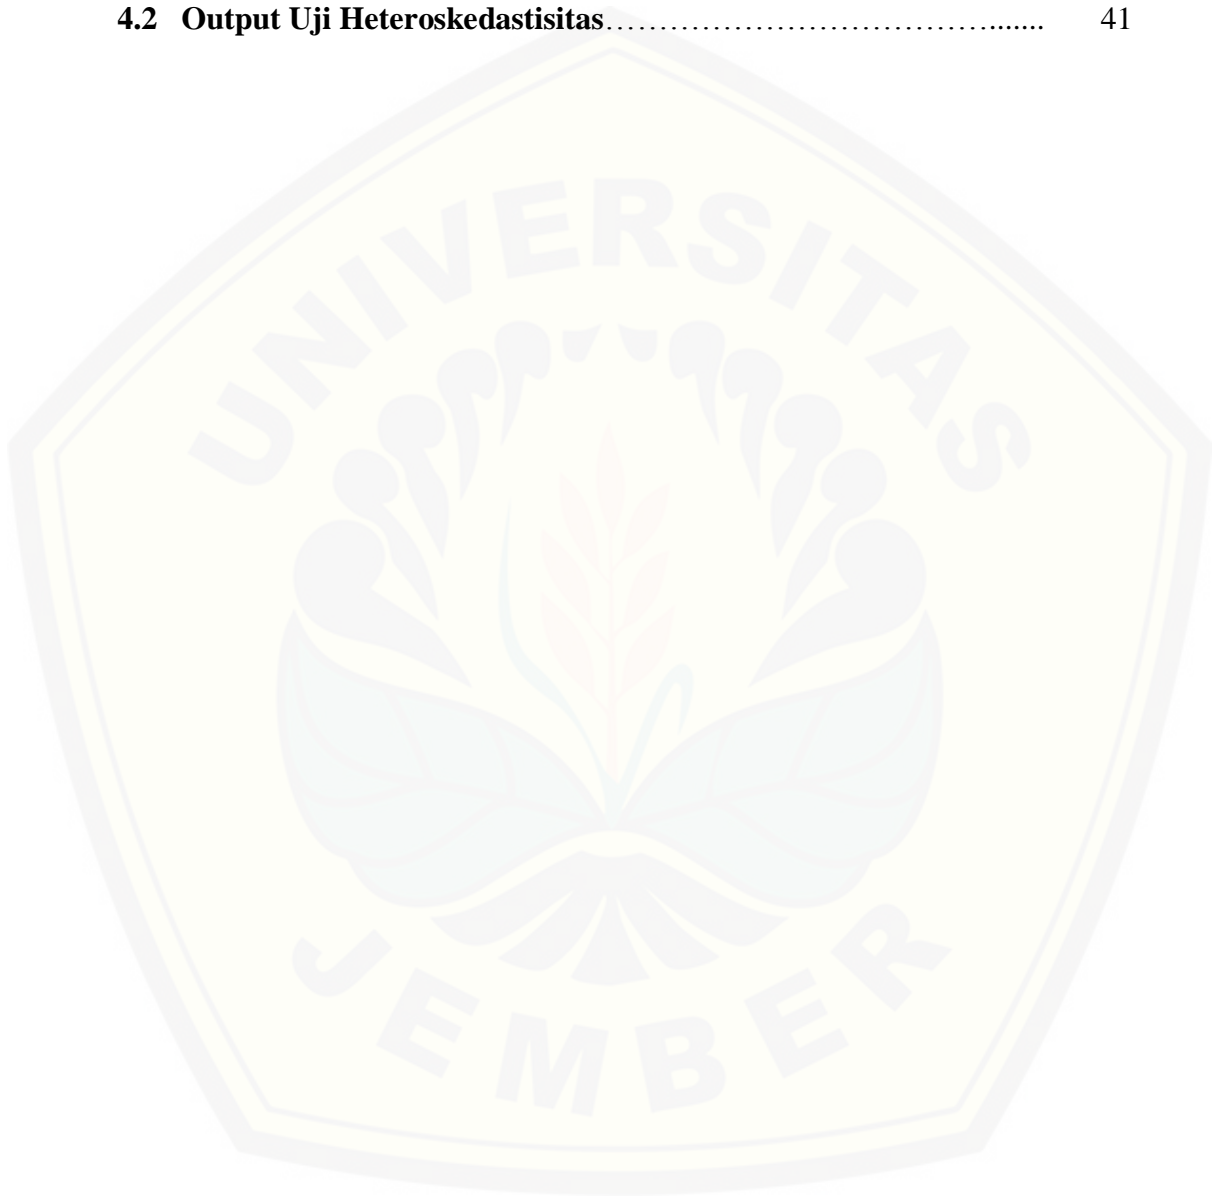 4.2 Output Uji Heteroskedastisitas……………………………….......	41
UNIVERSITAS
JEMBER